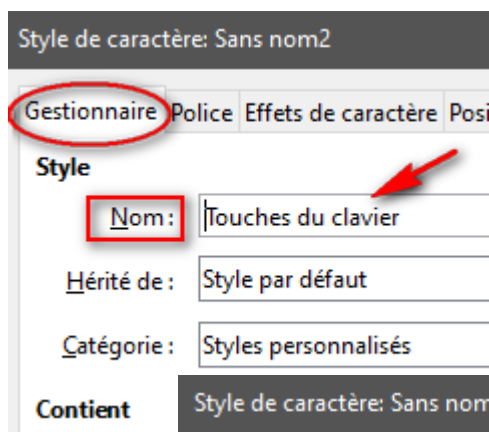 Style de caractère: Sans nom2
Gestionnaire Police Effets de caractère Posi
Style
Nom : Touches du clavier
Hérité de : Style par défaut
Catégorie : Styles personnalisés
Contient Style de caractère: Sans nom